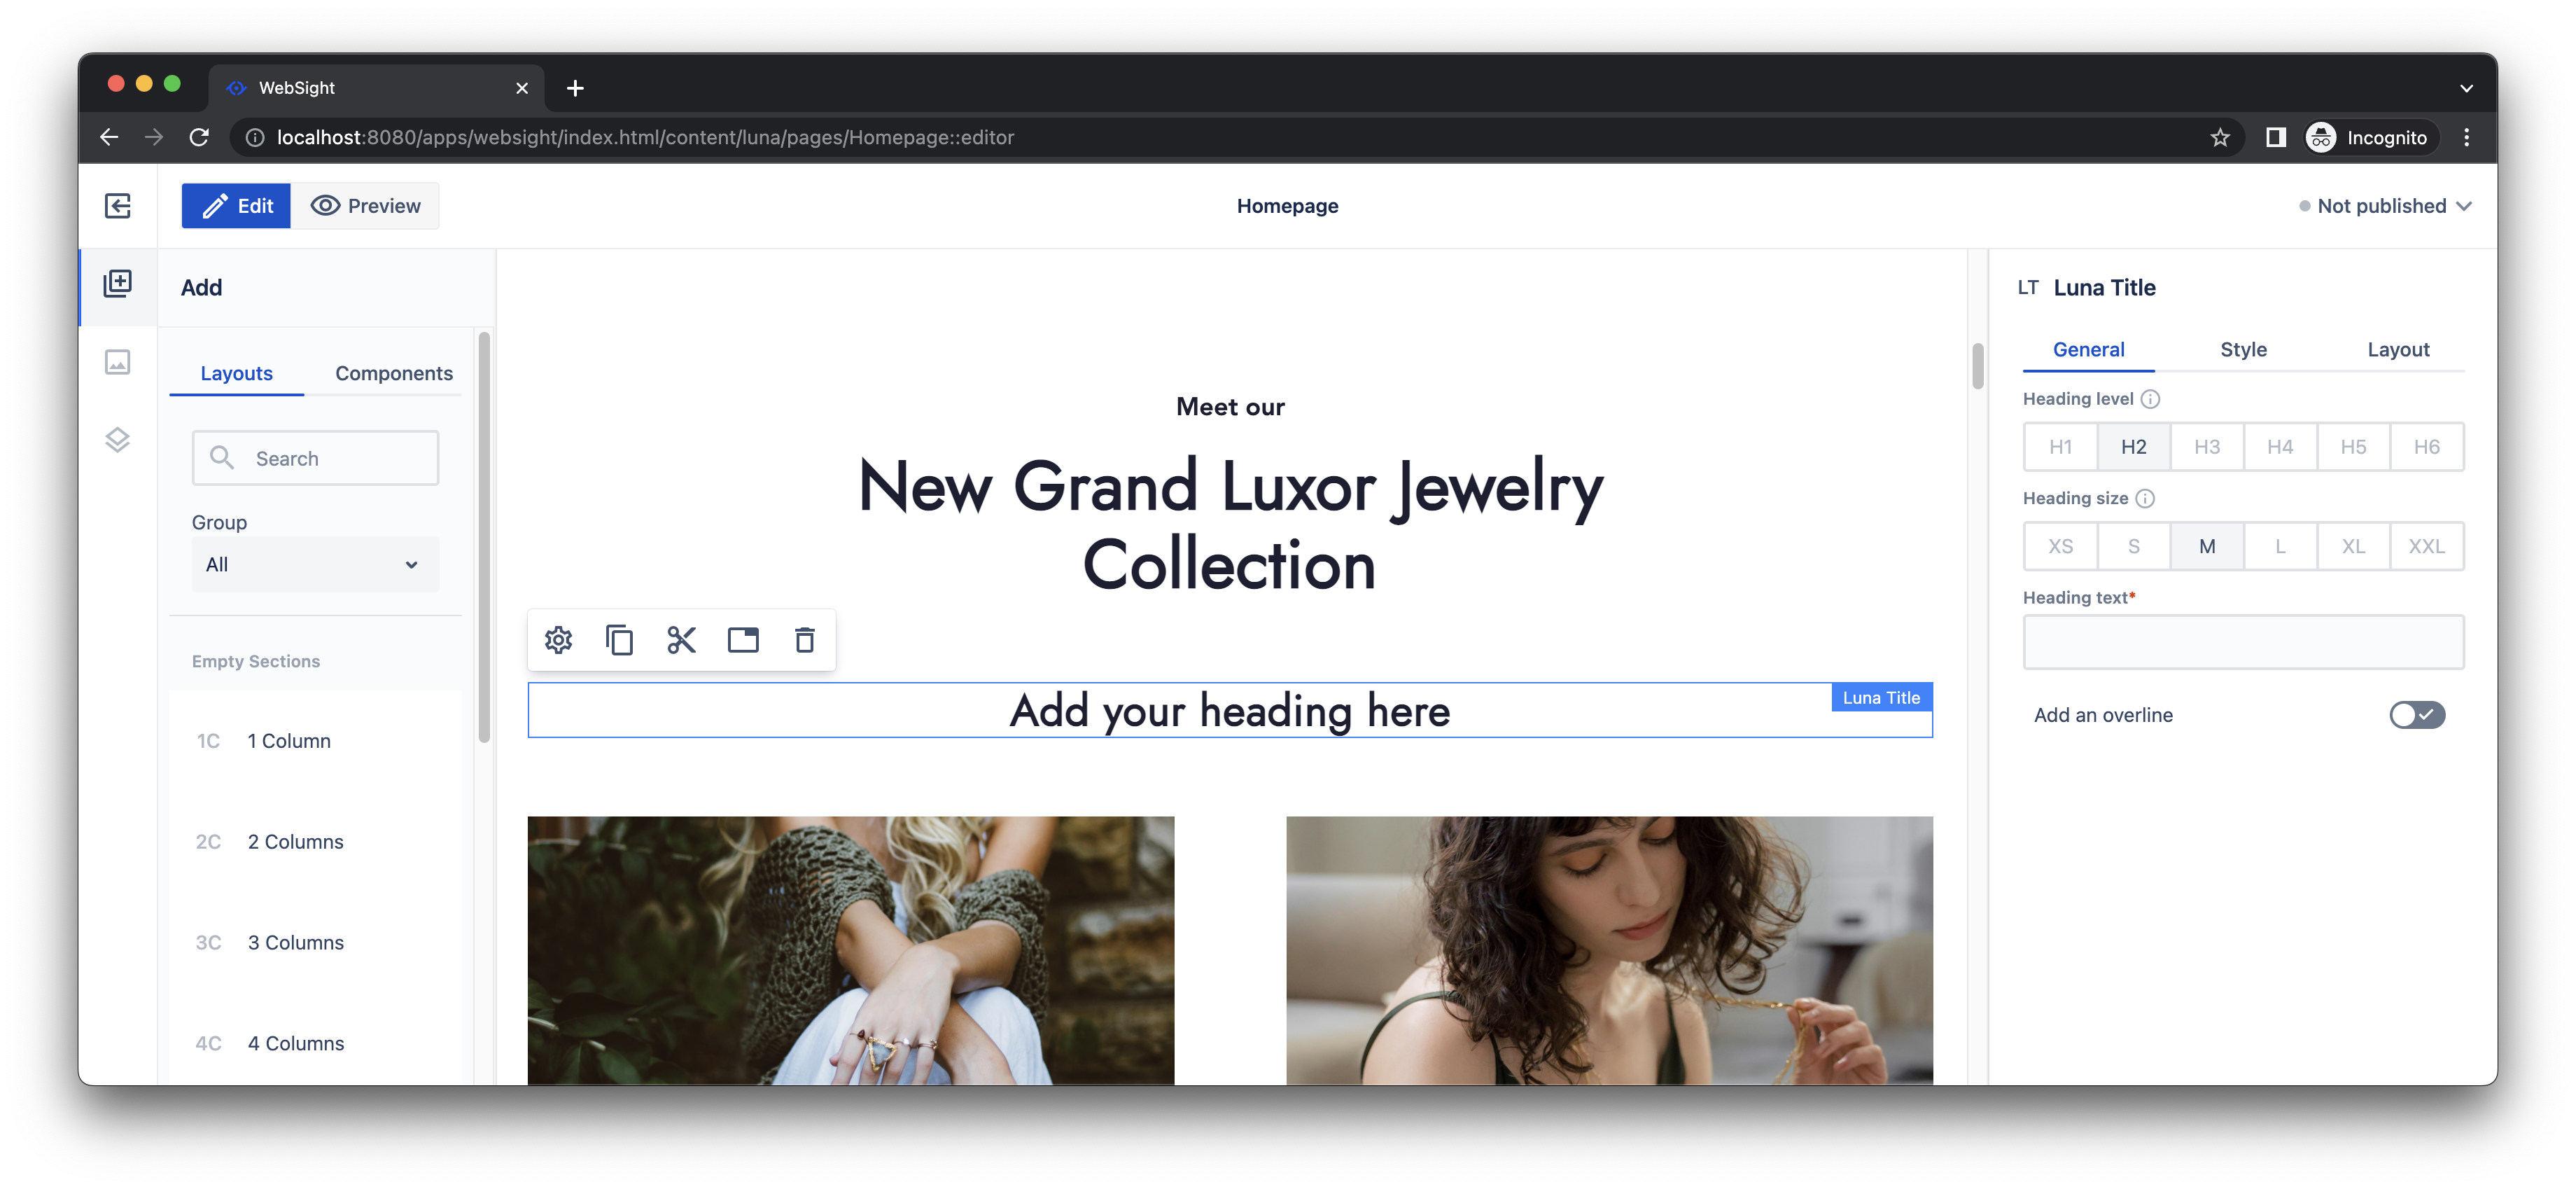 WebSight
localhost:8080/apps/websight/index.html/content/luna/pages/Homepage::editor
Incognito
Edit
Preview
Homepage
Not published
Add
Layouts
Components
Search
Group
All
Empty Sections
1C 1 Column
2C 2 Columns
3C 3 Columns
4C 4 Columns
Meet our
New Grand Luxor Jewelry
Collection
Add your heading here
Luna Title
LT Luna Title
General
Style
Layout
Heading level
H1 H2 H3 H4 H5 H6
Heading size
XS S M L XL XXL
Heading text*
Add an overline